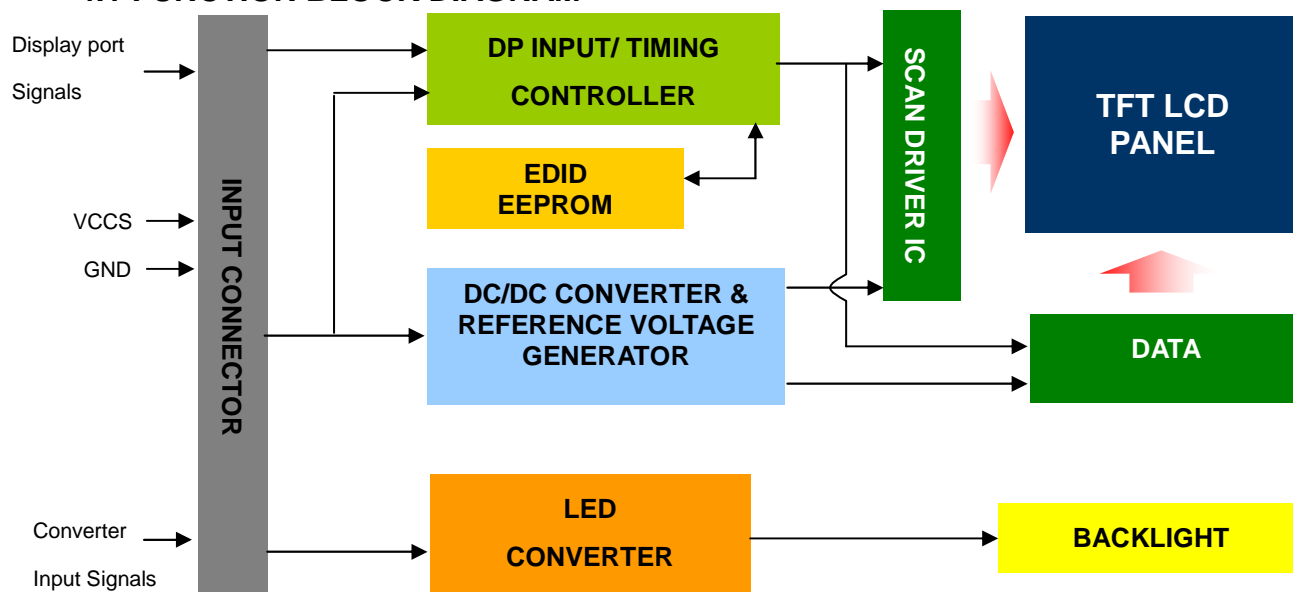 Display port
Signals
VCCS
GND
Converter
Input Signals
INPUT CONNECTOR
DP INPUT/ TIMING
CONTROLLER
EDID
EEPROM
DC/DC CONVERTER &
REFERENCE VOLTAGE
GENERATOR
LED
CONVERTER
SCAN DRIVER IC
TFT LCD
PANEL
DATA
BACKLIGHT